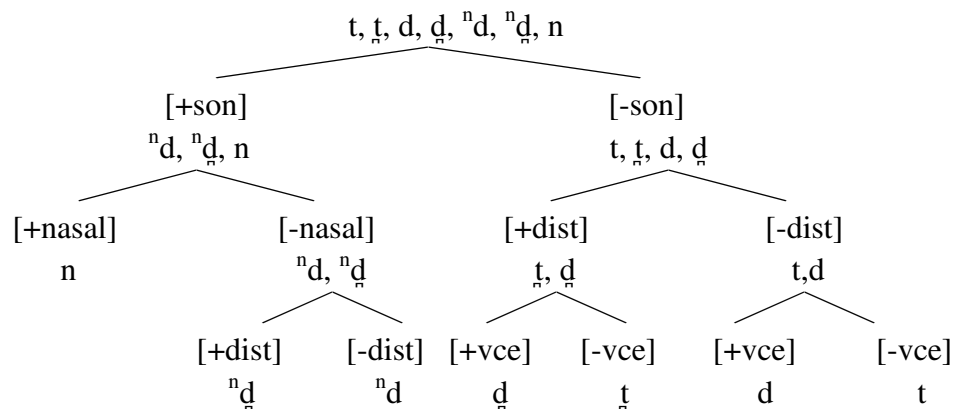 t, t̪, d, d̪, ⁿd, ⁿd̪, n
[+son] [-son]
ⁿd, ⁿd̪, n t, t̪, d, d̪
[+nasal] [-nasal] [+dist] [-dist]
n ⁿd, ⁿd̪ t̪, d̪ t,d
[+dist] [-dist] [+vce] [-vce] [+vce] [-vce]
ⁿd̪ ⁿd d̪ t̪ d t